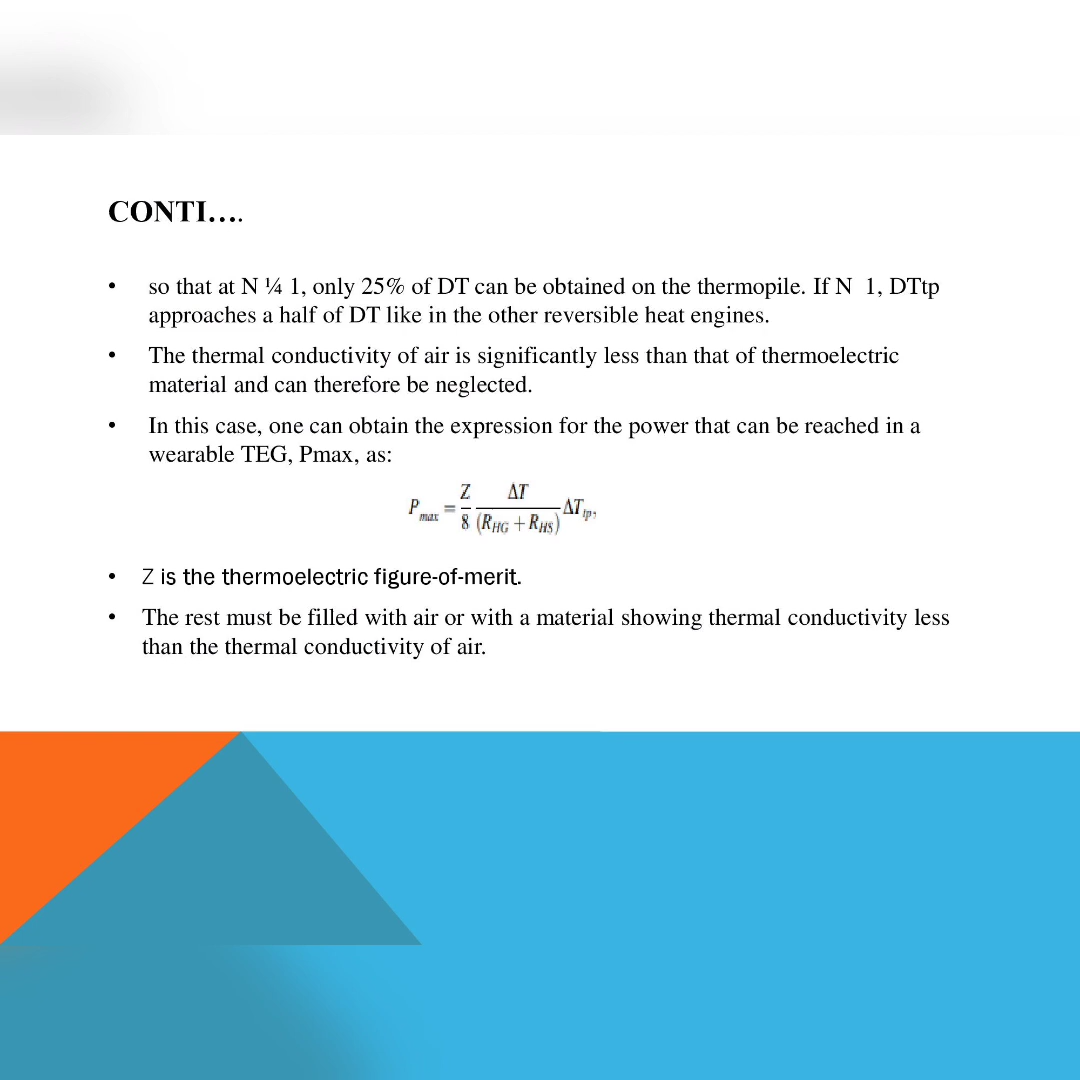 CONTI….
• so that at N ¼ 1, only 25% of DT can be obtained on the thermopile. If N 1, DTtp
approaches a half of DT like in the other reversible heat engines.
• The thermal conductivity of air is significantly less than that of thermoelectric
material and can therefore be neglected.
• In this case, one can obtain the expression for the power that can be reached in a
wearable TEG, Pmax, as:
P_max = Z/8 ΔT/(R_HG + R_HS) ΔT_tp,
• Z is the thermoelectric figure-of-merit.
• The rest must be filled with air or with a material showing thermal conductivity less
than the thermal conductivity of air.